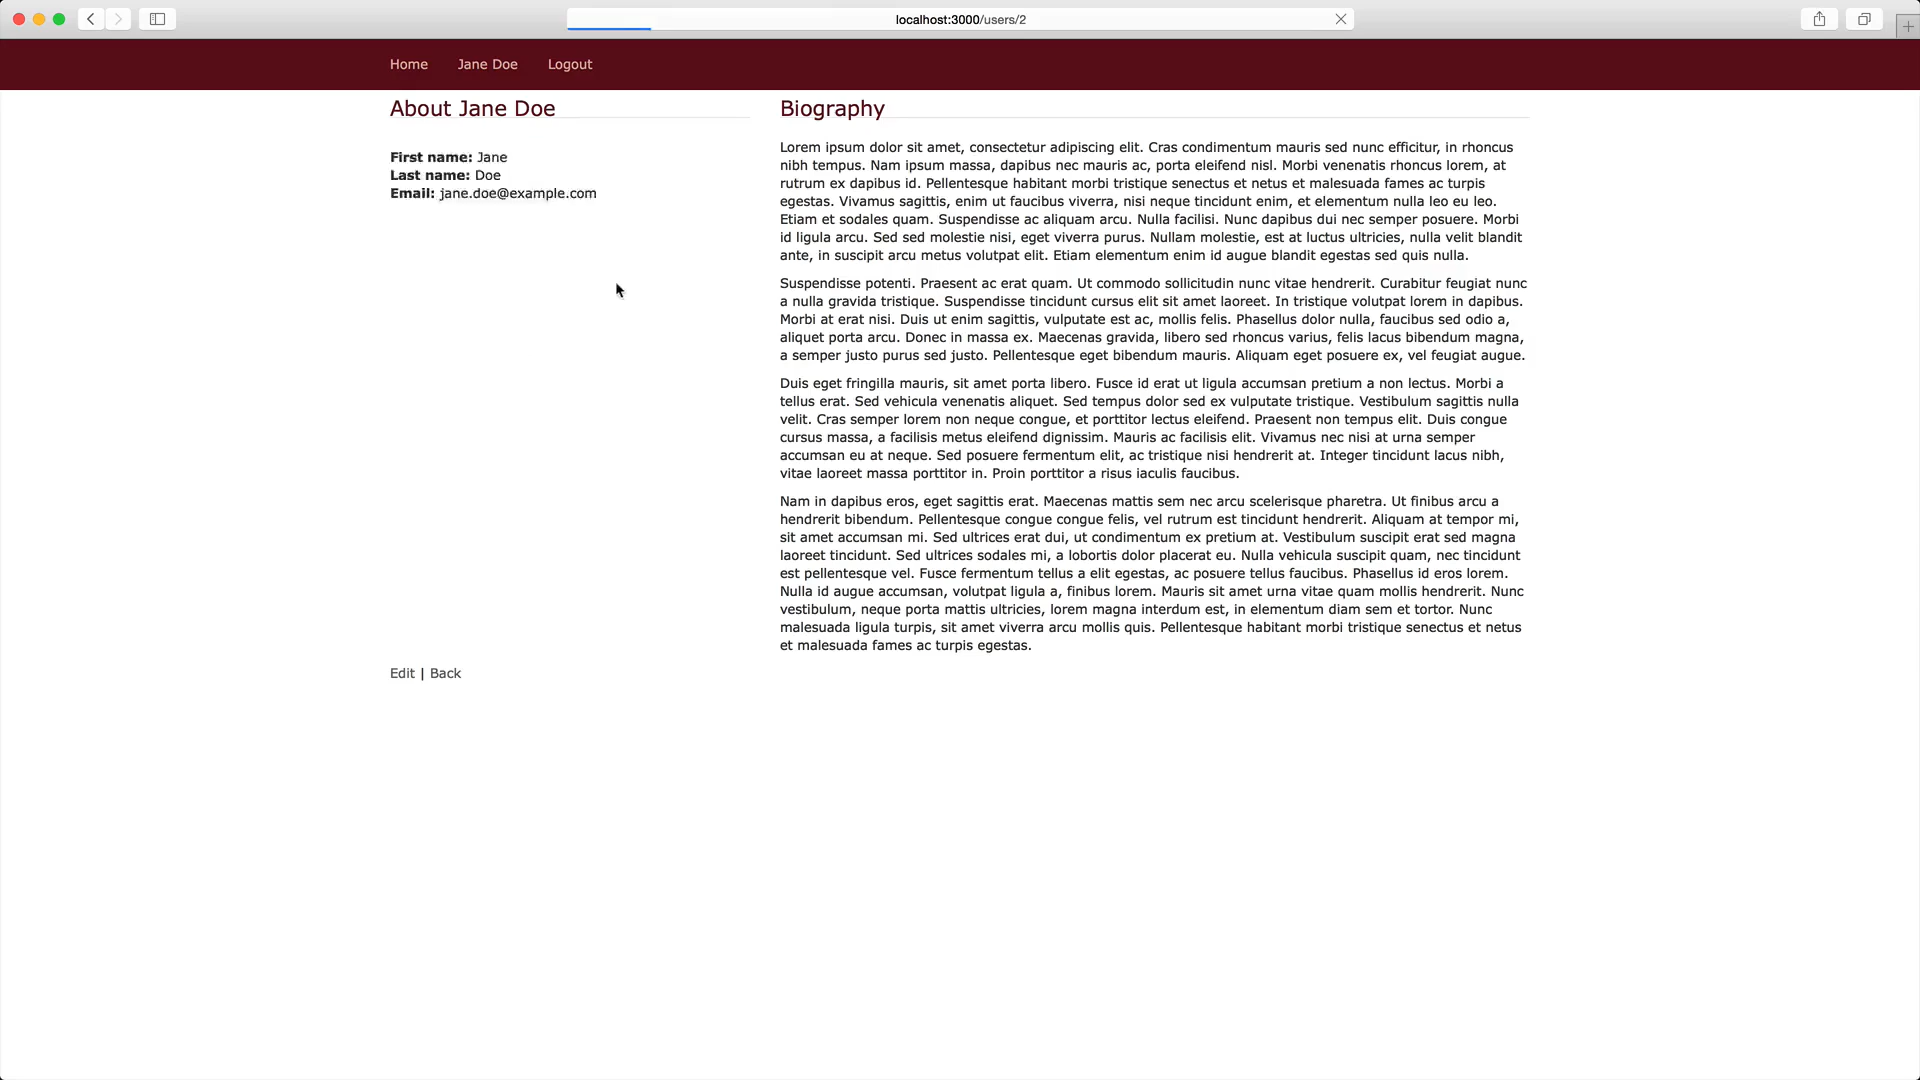 localhost:3000/users/2
Home Jane Doe Logout
About Jane Doe
First name: Jane
Last name: Doe
Email: jane.doe@example.com
Biography
Lorem ipsum dolor sit amet, consectetur adipiscing elit. Cras condimentum mauris sed nunc efficitur, in rhoncus
nibh tempus. Nam ipsum massa, dapibus nec mauris ac, porta eleifend nisl. Morbi venenatis rhoncus lorem, at
rutrum ex dapibus id. Pellentesque habitant morbi tristique senectus et netus et malesuada fames ac turpis
egestas. Vivamus sagittis, enim ut faucibus viverra, nisi neque tincidunt enim, et elementum nulla leo eu leo.
Etiam et sodales quam. Suspendisse ac aliquam arcu. Nulla facilisi. Nunc dapibus dui nec semper posuere. Morbi
id ligula arcu. Sed sed molestie nisi, eget viverra purus. Nullam molestie, est at luctus ultricies, nulla velit blandit
ante, in suscipit arcu metus volutpat elit. Etiam elementum enim id augue blandit egestas sed quis nulla.
Suspendisse potenti. Praesent ac erat quam. Ut commodo sollicitudin nunc vitae hendrerit. Curabitur feugiat nunc
a nulla gravida tristique. Suspendisse tincidunt cursus elit sit amet laoreet. In tristique volutpat lorem in dapibus.
Morbi at erat nisi. Duis ut enim sagittis, vulputate est ac, mollis felis. Phasellus dolor nulla, faucibus sed odio a,
aliquet porta arcu. Donec in massa ex. Maecenas gravida, libero sed rhoncus varius, felis lacus bibendum magna,
a semper justo purus sed justo. Pellentesque eget bibendum mauris. Aliquam eget posuere ex, vel feugiat augue.
Duis eget fringilla mauris, sit amet porta libero. Fusce id erat ut ligula accumsan pretium a non lectus. Morbi a
tellus erat. Sed vehicula venenatis aliquet. Sed tempus dolor sed ex vulputate tristique. Vestibulum sagittis nulla
velit. Cras semper lorem non neque congue, et porttitor lectus eleifend. Praesent non tempus elit. Duis congue
cursus massa, a facilisis metus eleifend dignissim. Mauris ac facilisis elit. Vivamus nec nisi at urna semper
accumsan eu at neque. Sed posuere fermentum elit, ac tristique nisi hendrerit at. Integer tincidunt lacus nibh,
vitae laoreet massa porttitor in. Proin porttitor a risus iaculis faucibus.
Nam in dapibus eros, eget sagittis erat. Maecenas mattis sem nec arcu scelerisque pharetra. Ut finibus arcu a
hendrerit bibendum. Pellentesque congue congue felis, vel rutrum est tincidunt hendrerit. Aliquam at tempor mi,
sit amet accumsan mi. Sed ultrices erat dui, ut condimentum ex pretium at. Vestibulum suscipit erat sed magna
laoreet tincidunt. Sed ultrices sodales mi, a lobortis dolor placerat eu. Nulla vehicula suscipit quam, nec tincidunt
est pellentesque vel. Fusce fermentum tellus a elit egestas, ac posuere tellus faucibus. Phasellus id eros lorem.
Nulla id augue accumsan, volutpat ligula a, finibus lorem. Mauris sit amet urna vitae quam mollis hendrerit. Nunc
vestibulum, neque porta mattis ultricies, lorem magna interdum est, in elementum diam sem et tortor. Nunc
malesuada ligula turpis, sit amet viverra arcu mollis quis. Pellentesque habitant morbi tristique senectus et netus
et malesuada fames ac turpis egestas.
Edit | Back